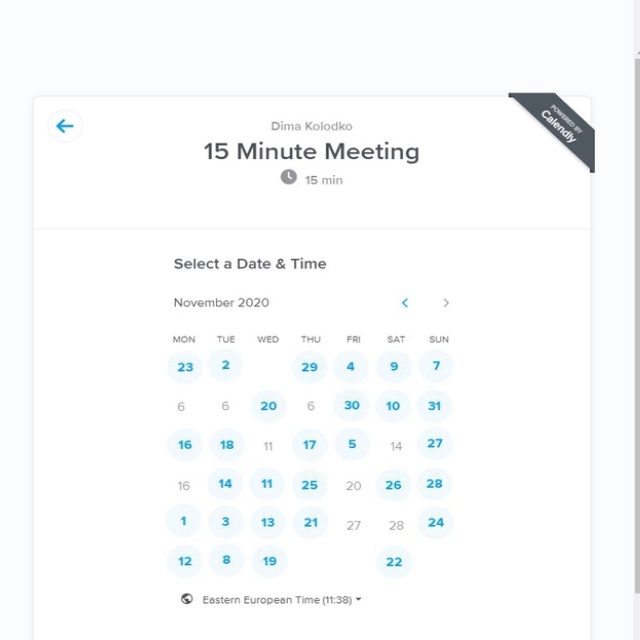 POWERED BY
Calendly
Dima Kolodko
15 Minute Meeting
15 min
Select a Date & Time
November 2020
MON TUE WED THU FRI SAT SUN
23 2 29 4 9 7
6 6 20 6 30 10 31
16 18 11 17 5 14 27
16 14 11 25 20 26 28
1 3 13 21 27 28 24
12 8 19 22
Eastern European Time (11:38)